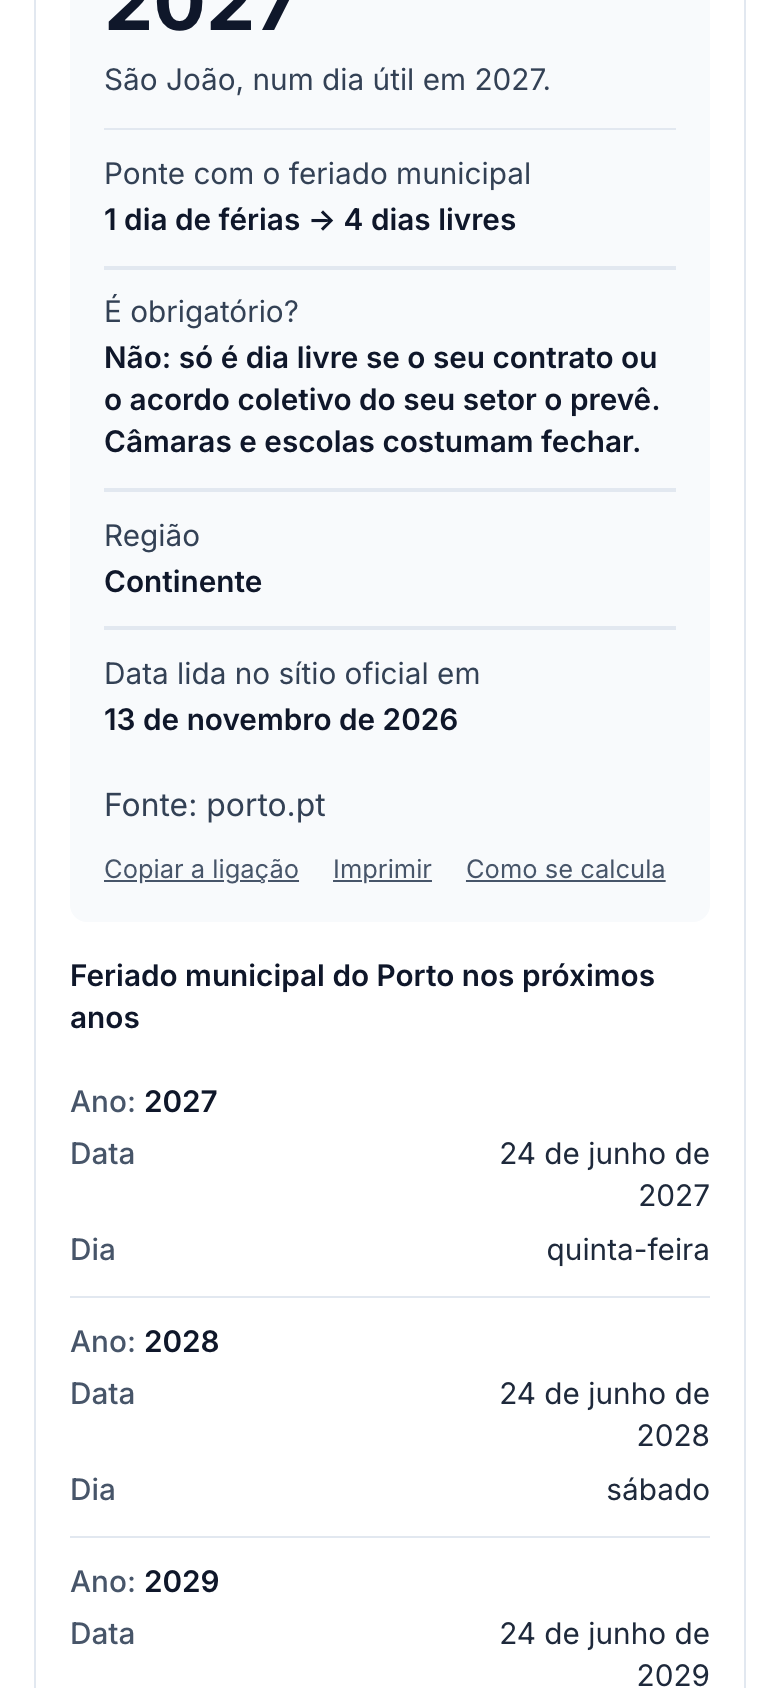 2027
São João, num dia útil em 2027.
Ponte com o feriado municipal
1 dia de férias → 4 dias livres
É obrigatório?
Não: só é dia livre se o seu contrato ou
o acordo coletivo do seu setor o prevê.
Câmaras e escolas costumam fechar.
Região
Continente
Data lida no sítio oficial em
13 de novembro de 2026
Fonte: porto.pt
Copiar a ligação Imprimir Como se calcula
Feriado municipal do Porto nos próximos
anos
Ano: 2027
Data 24 de junho de
2027
Dia quinta-feira
Ano: 2028
Data 24 de junho de
2028
Dia sábado
Ano: 2029
Data 24 de junho de
2029